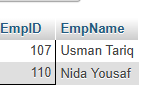 EmpID EmpName
107 Usman Tariq
110 Nida Yousaf